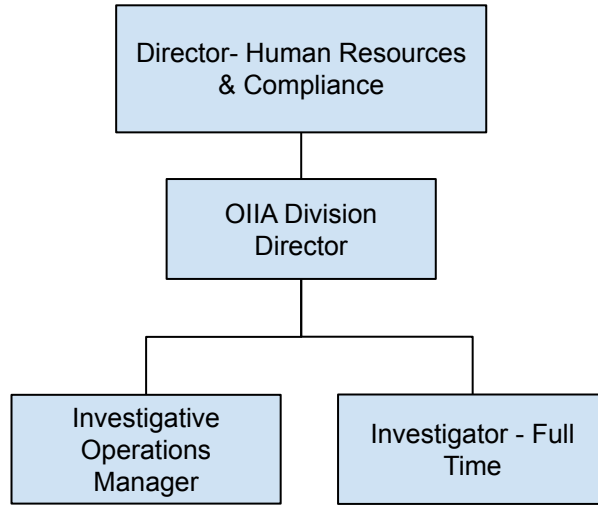 Director- Human Resources
& Compliance
OIIA Division
Director
Investigative
Operations
Manager
Investigator - Full
Time